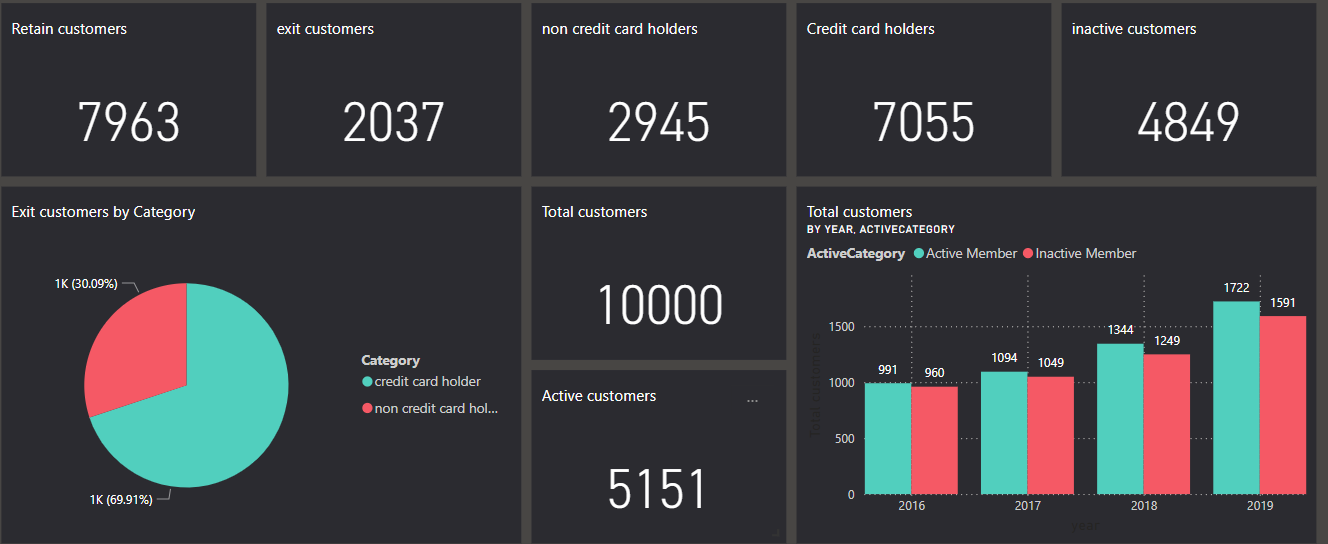 Retain customers
7963
exit customers
2037
non credit card holders
2945
Credit card holders
7055
inactive customers
4849
Exit customers by Category
1K (30.09%)
1K (69.91%)
Category
credit card holder
non credit card hol...
Total customers
10000
Active customers
...
5151
Total customers
BY YEAR, ACTIVECATEGORY
ActiveCategory Active Member Inactive Member
Total customers
1500
1000
500
0
991 960
1094 1049
1344 1249
1722 1591
2016 2017 2018 2019
year